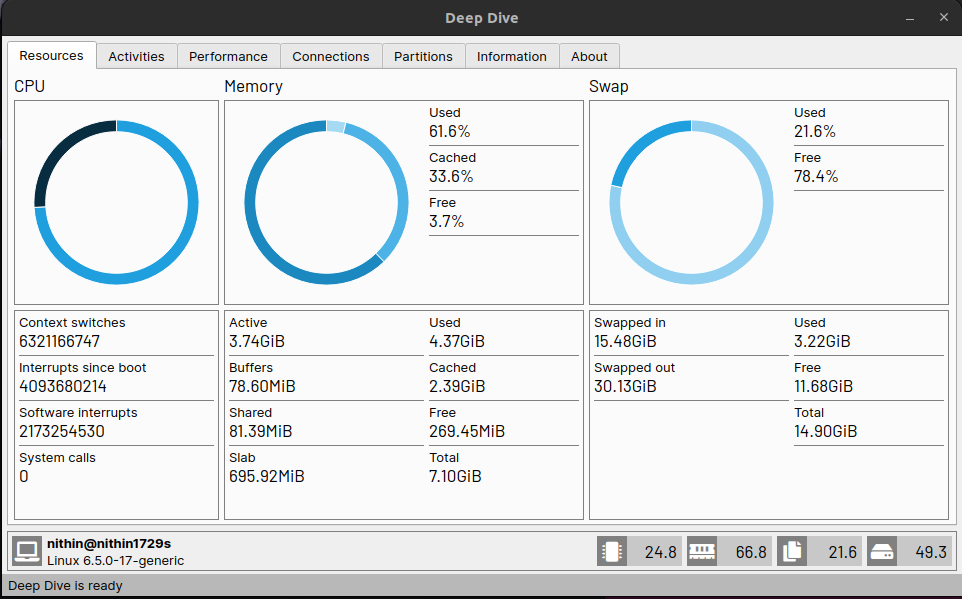 Deep Dive
Resources Activities Performance Connections Partitions Information About
CPU
Memory
Used
61.6%
Cached
33.6%
Free
3.7%
Swap
Used
21.6%
Free
78.4%
Context switches
6321166747
Interrupts since boot
4093680214
Software interrupts
2173254530
System calls
0
Active
3.74GiB
Buffers
78.60MiB
Shared
81.39MiB
Slab
695.92MiB
Used
4.37GiB
Cached
2.39GiB
Free
269.45MiB
Total
7.10GiB
Swapped in
15.48GiB
Swapped out
30.13GiB
Used
3.22GiB
Free
11.68GiB
Total
14.90GiB
nithin@nithin1729s
Linux 6.5.0-17-generic
24.8 66.8 21.6 49.3
Deep Dive is ready